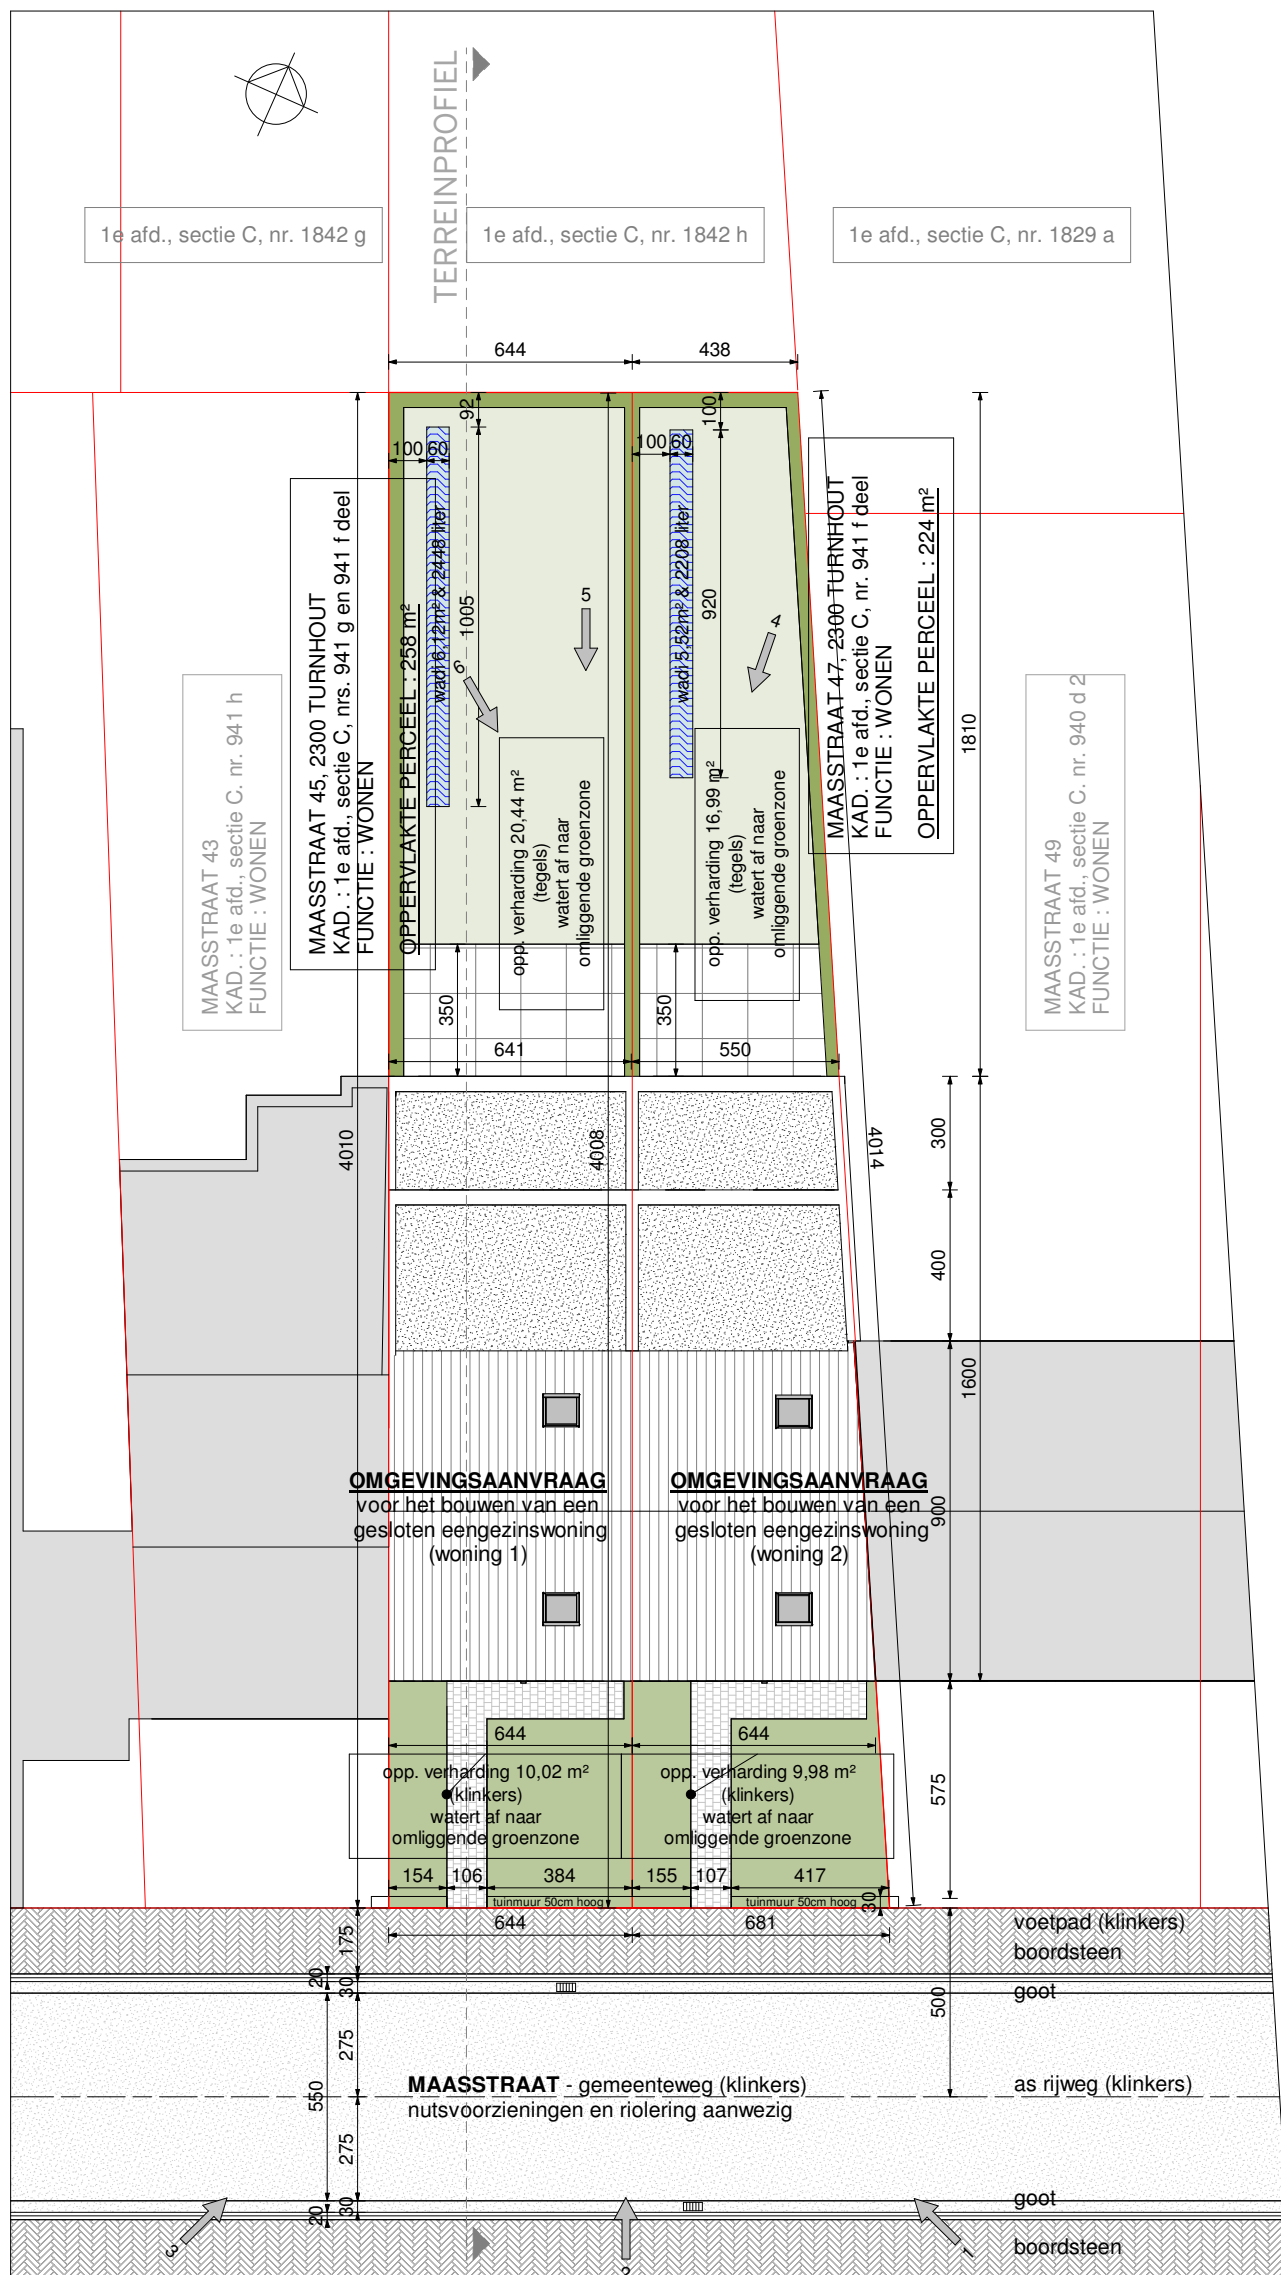 TERREINPROFIEL
1e afd., sectie C, nr. 1842 g
1e afd., sectie C, nr. 1842 h
1e afd., sectie C, nr. 1829 a
644
438
92
100
100 60
100 60
wadi 6,12m² & 2448 liter
1005
wadi 5,52m² & 2208 liter
920
5
4
6
MAASSTRAAT 45, 2300 TURNHOUT
KAD. : 1e afd., sectie C, nrs. 941 g en 941 f deel
FUNCTIE : WONEN
OPPERVLAKTE PERCEEL : 258 m²
MAASSTRAAT 47, 2300 TURNHOUT
KAD. : 1e afd., sectie C, nr. 941 f deel
FUNCTIE : WONEN
OPPERVLAKTE PERCEEL : 224 m²
1810
MAASSTRAAT 43
KAD. : 1e afd., sectie C. nr. 941 h
FUNCTIE : WONEN
MAASSTRAAT 49
KAD. : 1e afd., sectie C. nr. 940 d 2
FUNCTIE : WONEN
opp. verharding 20,44 m²
(tegels)
watert af naar
omliggende groenzone
opp. verharding 16,99 m²
(tegels)
watert af naar
omliggende groenzone
350
350
641
550
4010
4008
4014
300
400
1600
900
OMGEVINGSAANVRAAG
voor het bouwen van een
gesloten eengezinswoning
(woning 1)
OMGEVINGSAANVRAAG
voor het bouwen van een
gesloten eengezinswoning
(woning 2)
644
644
opp. verharding 10,02 m²
(klinkers)
watert af naar
omliggende groenzone
opp. verharding 9,98 m²
(klinkers)
watert af naar
omliggende groenzone
575
154
106
384
155
107
417
tuinmuur 50cm hoog
tuinmuur 50cm hoog
30
644
681
175
voetpad (klinkers)
boordsteen
20
30
goot
500
275
550
MAASSTRAAT - gemeenteweg (klinkers)
nutsvoorzieningen en riolering aanwezig
as rijweg (klinkers)
275
20
30
goot
boordsteen
3
2
1